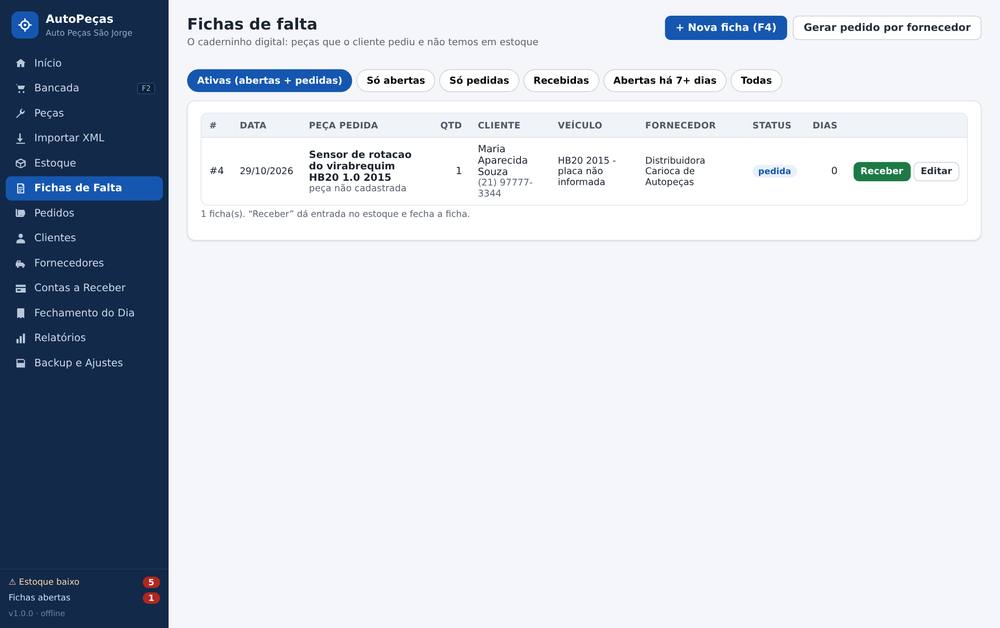 AutoPeças
Auto Peças São Jorge
Início
Bancada F2
Peças
Importar XML
Estoque
Fichas de Falta
Pedidos
Clientes
Fornecedores
Contas a Receber
Fechamento do Dia
Relatórios
Backup e Ajustes
⚠ Estoque baixo 5
Fichas abertas 1
v1.0.0 · offline
Fichas de falta
O caderninho digital: peças que o cliente pediu e não temos em estoque
+ Nova ficha (F4) Gerar pedido por fornecedor
Ativas (abertas + pedidas) Só abertas Só pedidas Recebidas Abertas há 7+ dias Todas
# DATA PEÇA PEDIDA QTD CLIENTE VEÍCULO FORNECEDOR STATUS DIAS
#4
29/10/2026
Sensor de rotacao
do virabrequim
HB20 1.0 2015
peça não cadastrada
1
Maria
Aparecida
Souza
(21) 97777-
3344
HB20 2015 -
placa não
informada
Distribuidora
Carioca de
Autopeças
pedida
0
Receber Editar
1 ficha(s). “Receber” dá entrada no estoque e fecha a ficha.